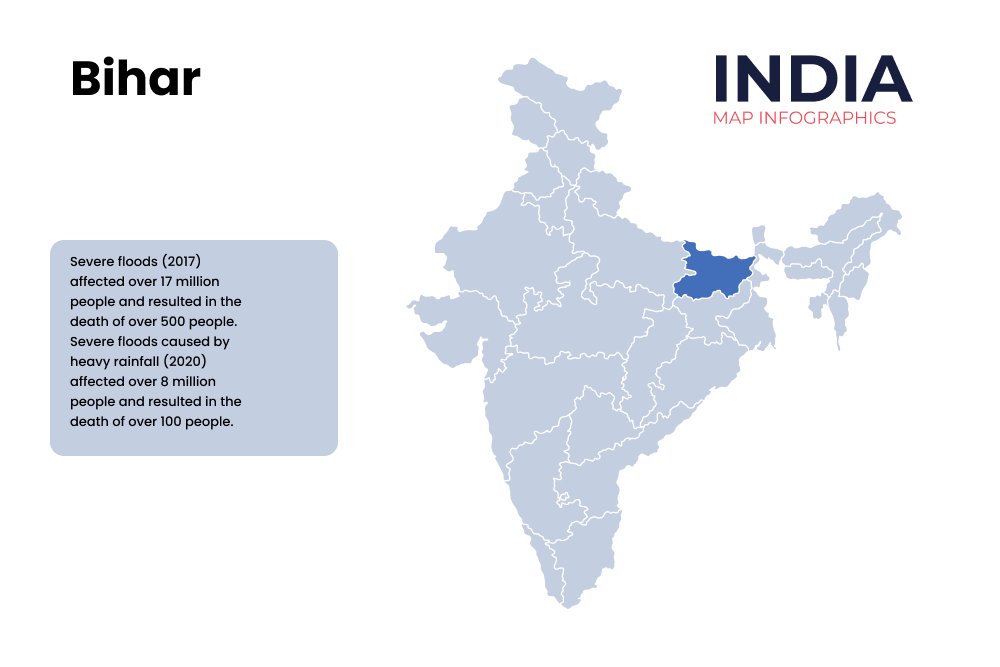 Bihar
INDIA
MAP INFOGRAPHICS
Severe floods (2017)
affected over 17 million
people and resulted in the
death of over 500 people.
Severe floods caused by
heavy rainfall (2020)
affected over 8 million
people and resulted in the
death of over 100 people.